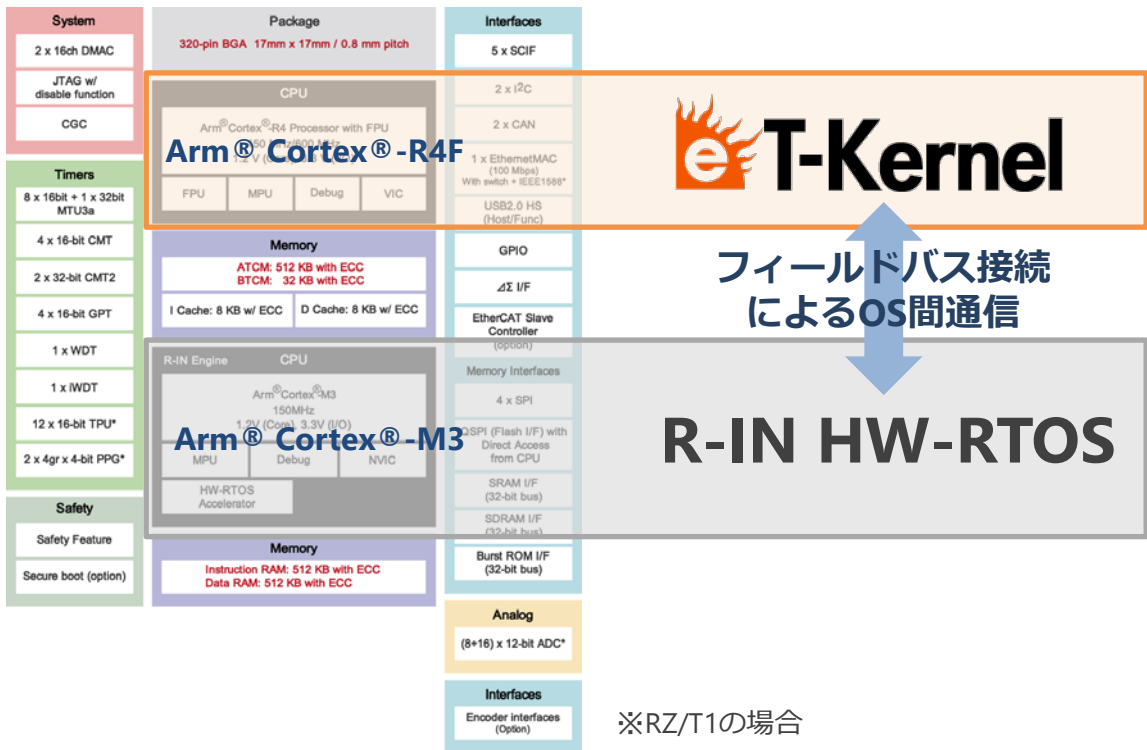 System
2 x 16ch DMAC
JTAG w/
disable function
CGC
Timers
8 x 16bit + 1 x 32bit
MTU3a
4 x 16-bit CMT
2 x 32-bit CMT2
4 x 16-bit GPT
1 x WDT
1 x iWDT
12 x 16-bit TPU*
2 x 4gr x 4-bit PPG*
Safety
Safety Feature
Secure boot (option)
Package
320-pin BGA 17mm x 17mm / 0.8 mm pitch
CPU
Arm®Cortex®-R4 Processor with FPU
Arm® Cortex®-R4F
FPU
MPU
Debug
VIC
Memory
ATCM: 512 KB with ECC
BTCM: 32 KB with ECC
I Cache: 8 KB w/ ECC
D Cache: 8 KB w/ ECC
R-IN Engine
CPU
Arm®Cortex®-M3
150MHz
1.2V (Core), 3.3V (I/O)
Arm® Cortex®-M3
MPU
Debug
NVIC
HW-RTOS
Accelerator
Memory
Instruction RAM: 512 KB with ECC
Data RAM: 512 KB with ECC
Interfaces
5 x SCIF
2 x I²C
2 x CAN
1 x EthernetMAC
(100 Mbps)
With switch + IEEE1588*
USB2.0 HS
(Host/Func)
GPIO
ΔΣ I/F
EtherCAT Slave
Controller
(option)
Memory Interfaces
4 x SPI
QSPI (Flash I/F) with
Direct Access
from CPU
SRAM I/F
(32-bit bus)
SDRAM I/F
(32-bit bus)
Burst ROM I/F
(32-bit bus)
Analog
(8+16) x 12-bit ADC*
Interfaces
Encoder interfaces
(Option)
eT-Kernel
フィールドバス接続
によるOS間通信
R-IN HW-RTOS
※RZ/T1の場合